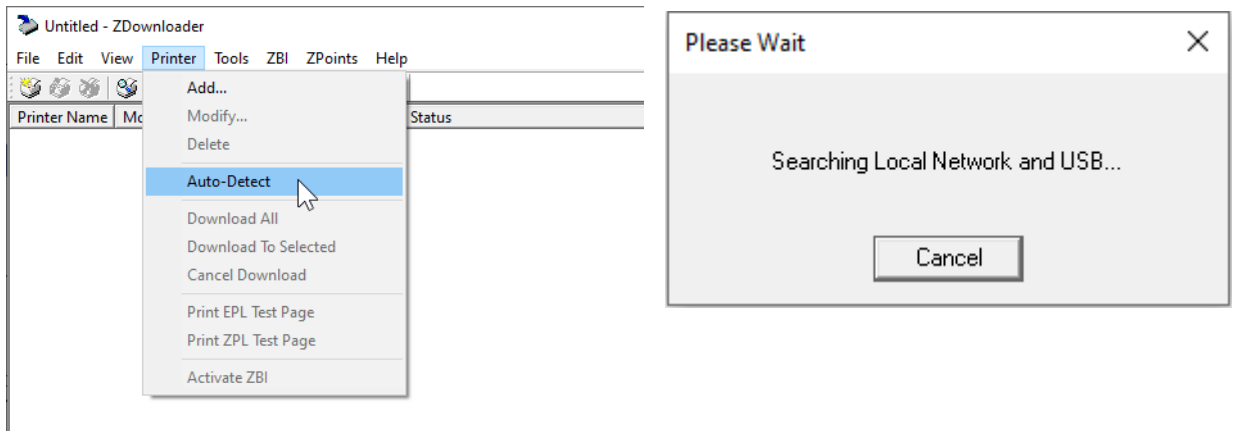 Untitled - ZDownloader
File Edit View Printer Tools ZBI ZPoints Help
Printer Name Status
Add...
Modify...
Delete
Auto-Detect
Download All
Download To Selected
Cancel Download
Print EPL Test Page
Print ZPL Test Page
Activate ZBI
Please Wait
Searching Local Network and USB...
Cancel